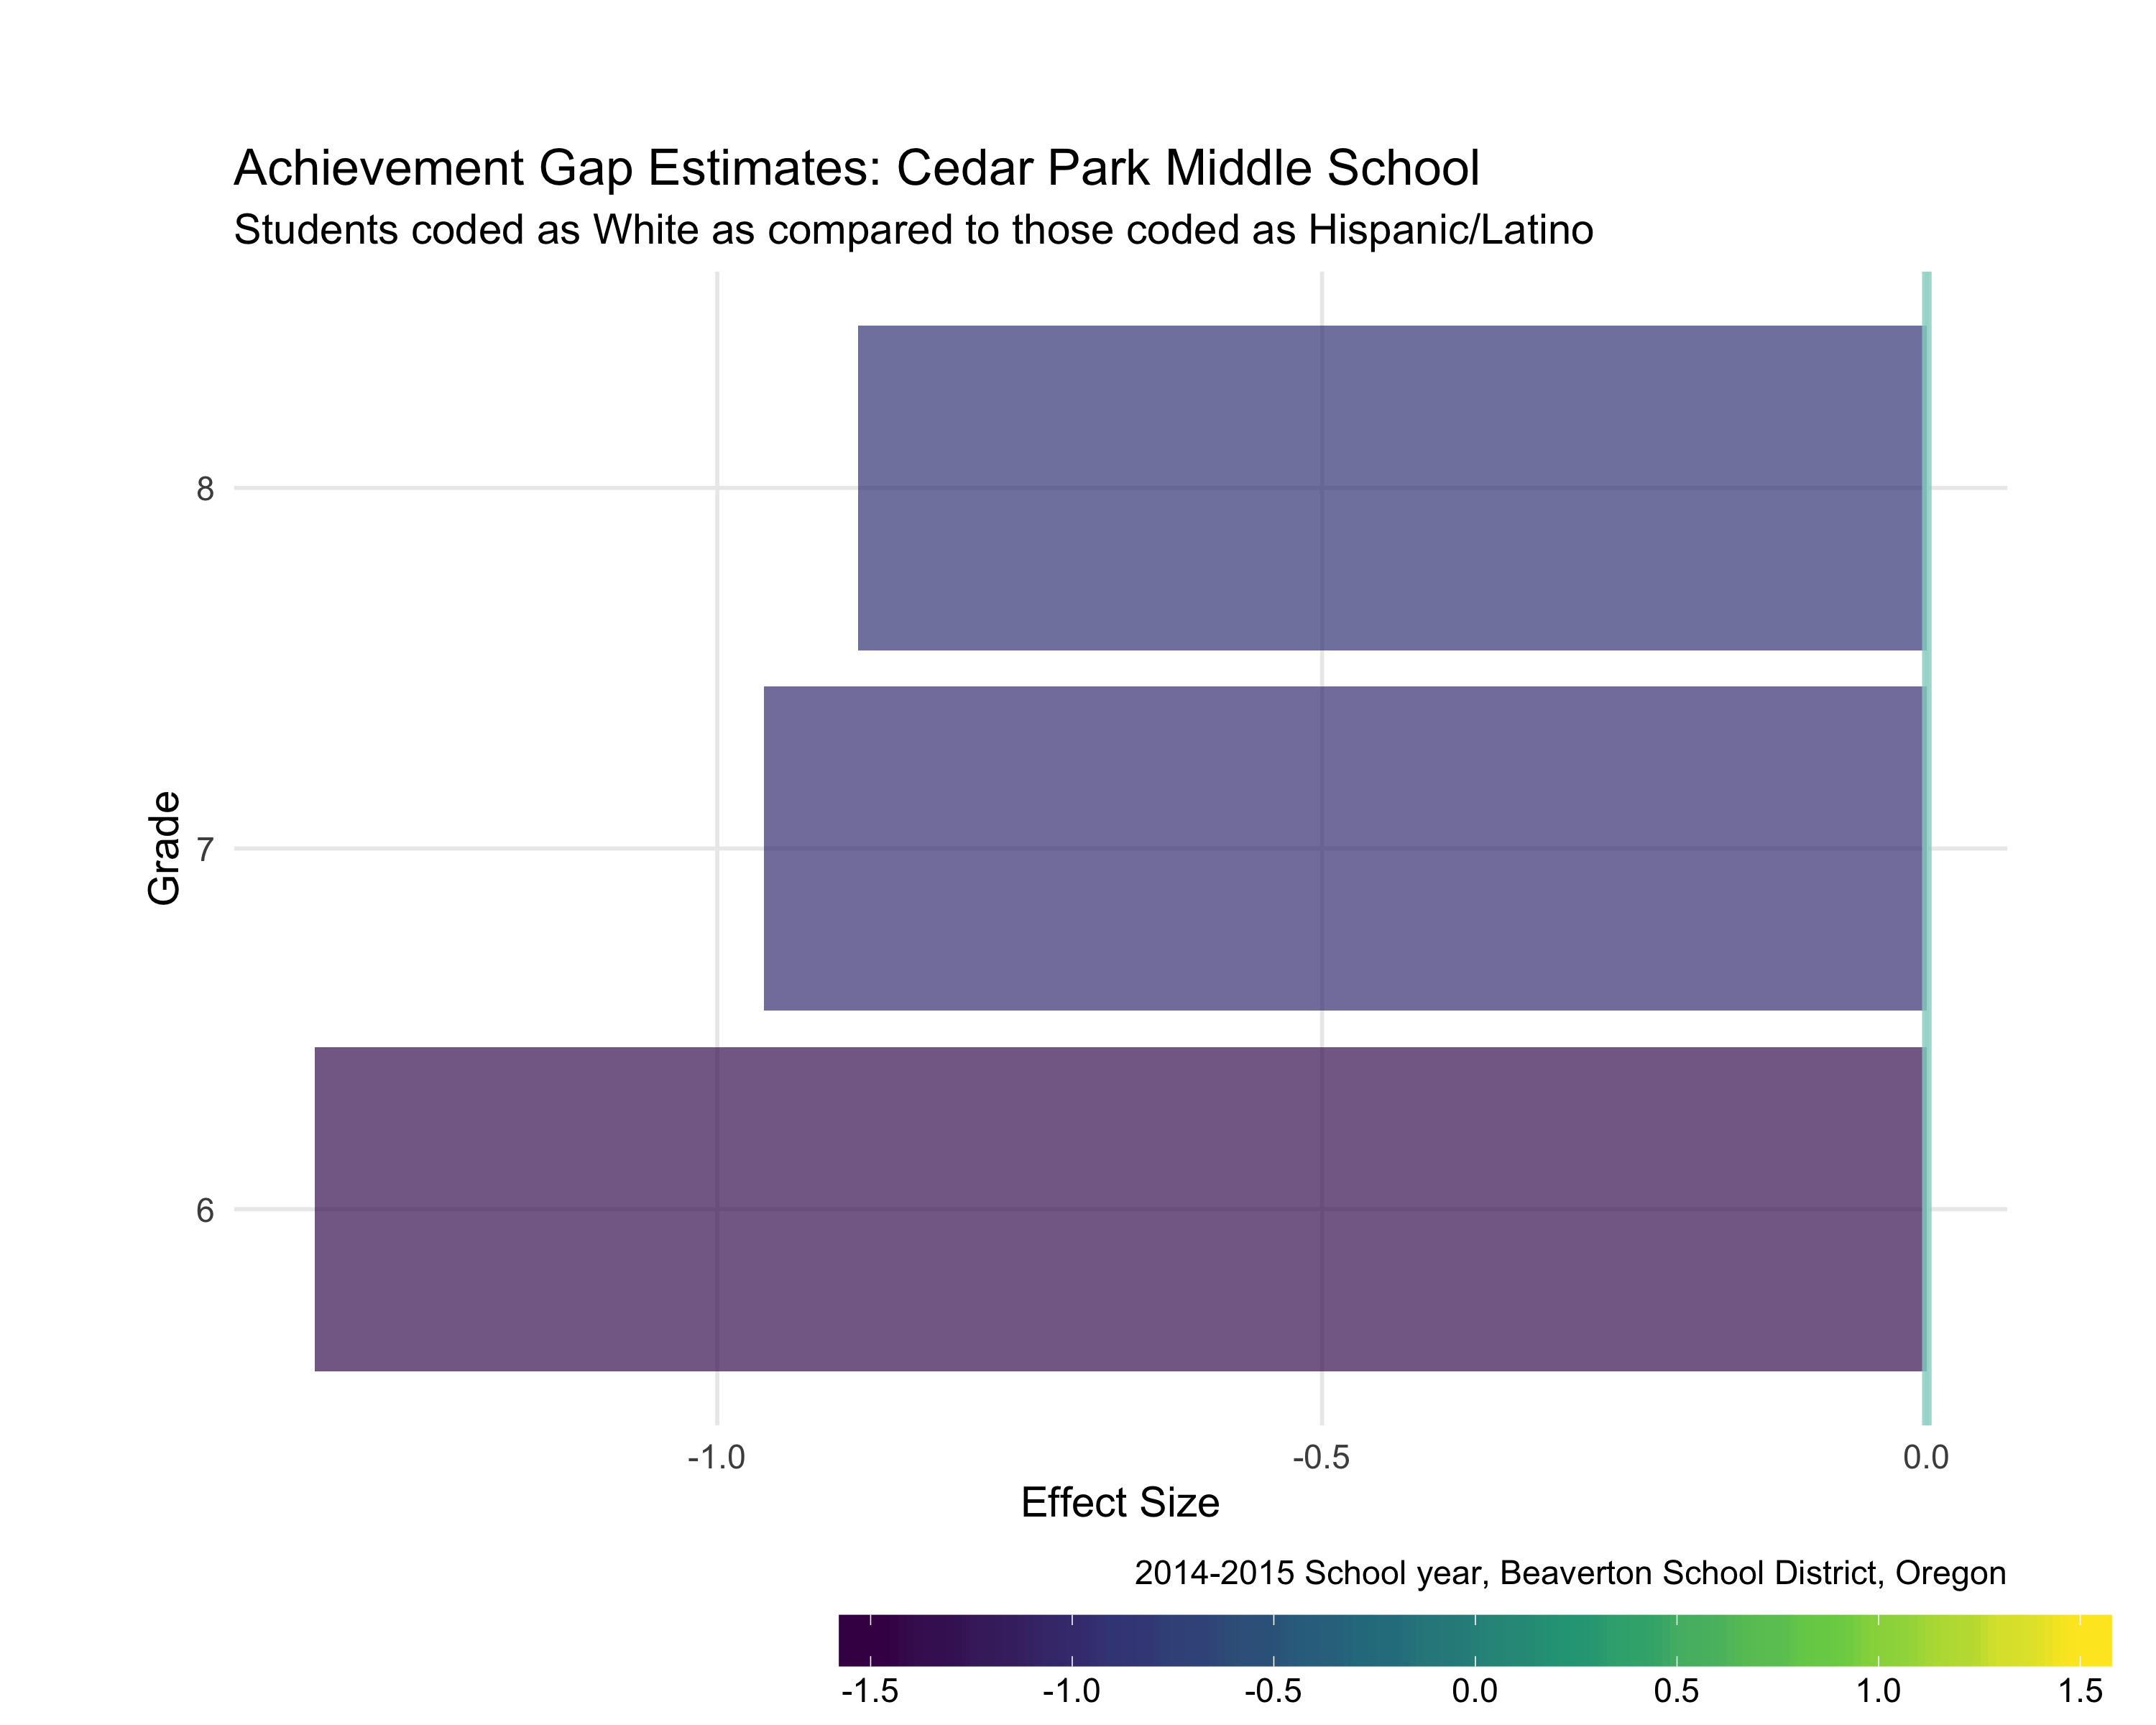 Achievement Gap Estimates: Cedar Park Middle School
Students coded as White as compared to those coded as Hispanic/Latino
8
7
6
Grade
-1.0 -0.5 0.0
Effect Size
2014-2015 School year, Beaverton School District, Oregon
-1.5 -1.0 -0.5 0.0 0.5 1.0 1.5